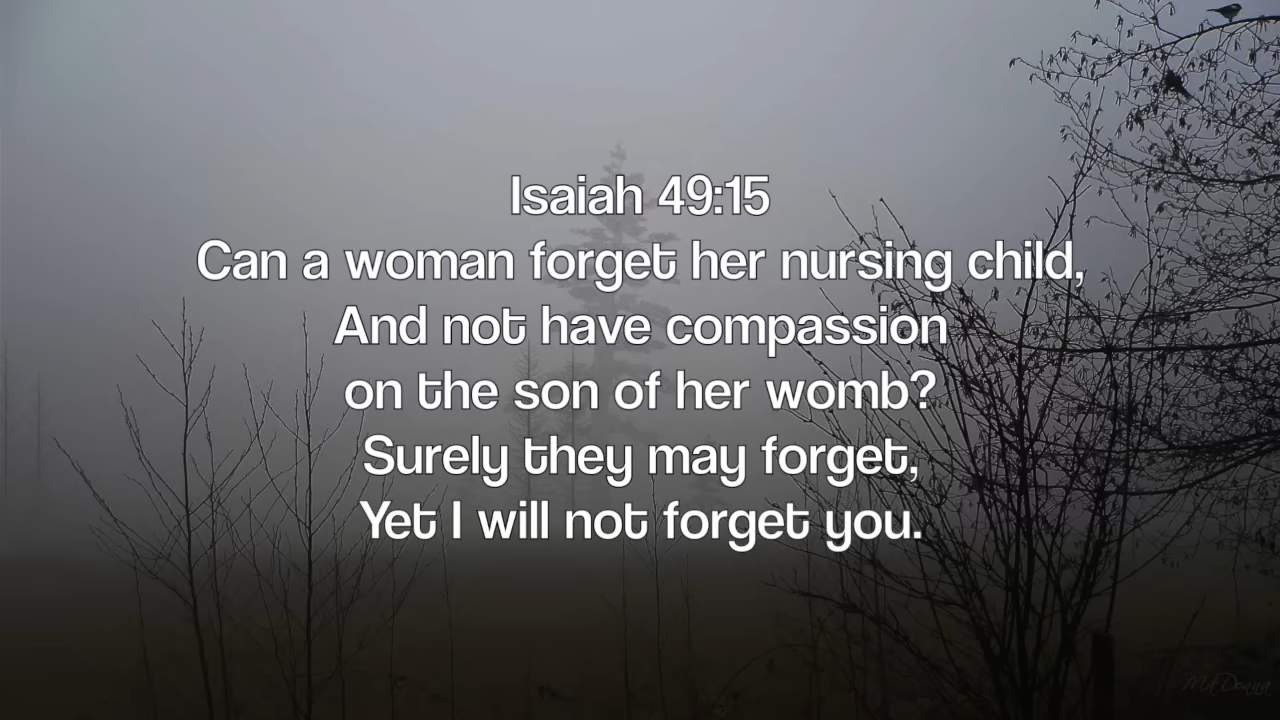 Isaiah 49:15
Can a woman forget her nursing child,
And not have compassion
on the son of her womb?
Surely they may forget,
Yet I will not forget you.
MaDonna